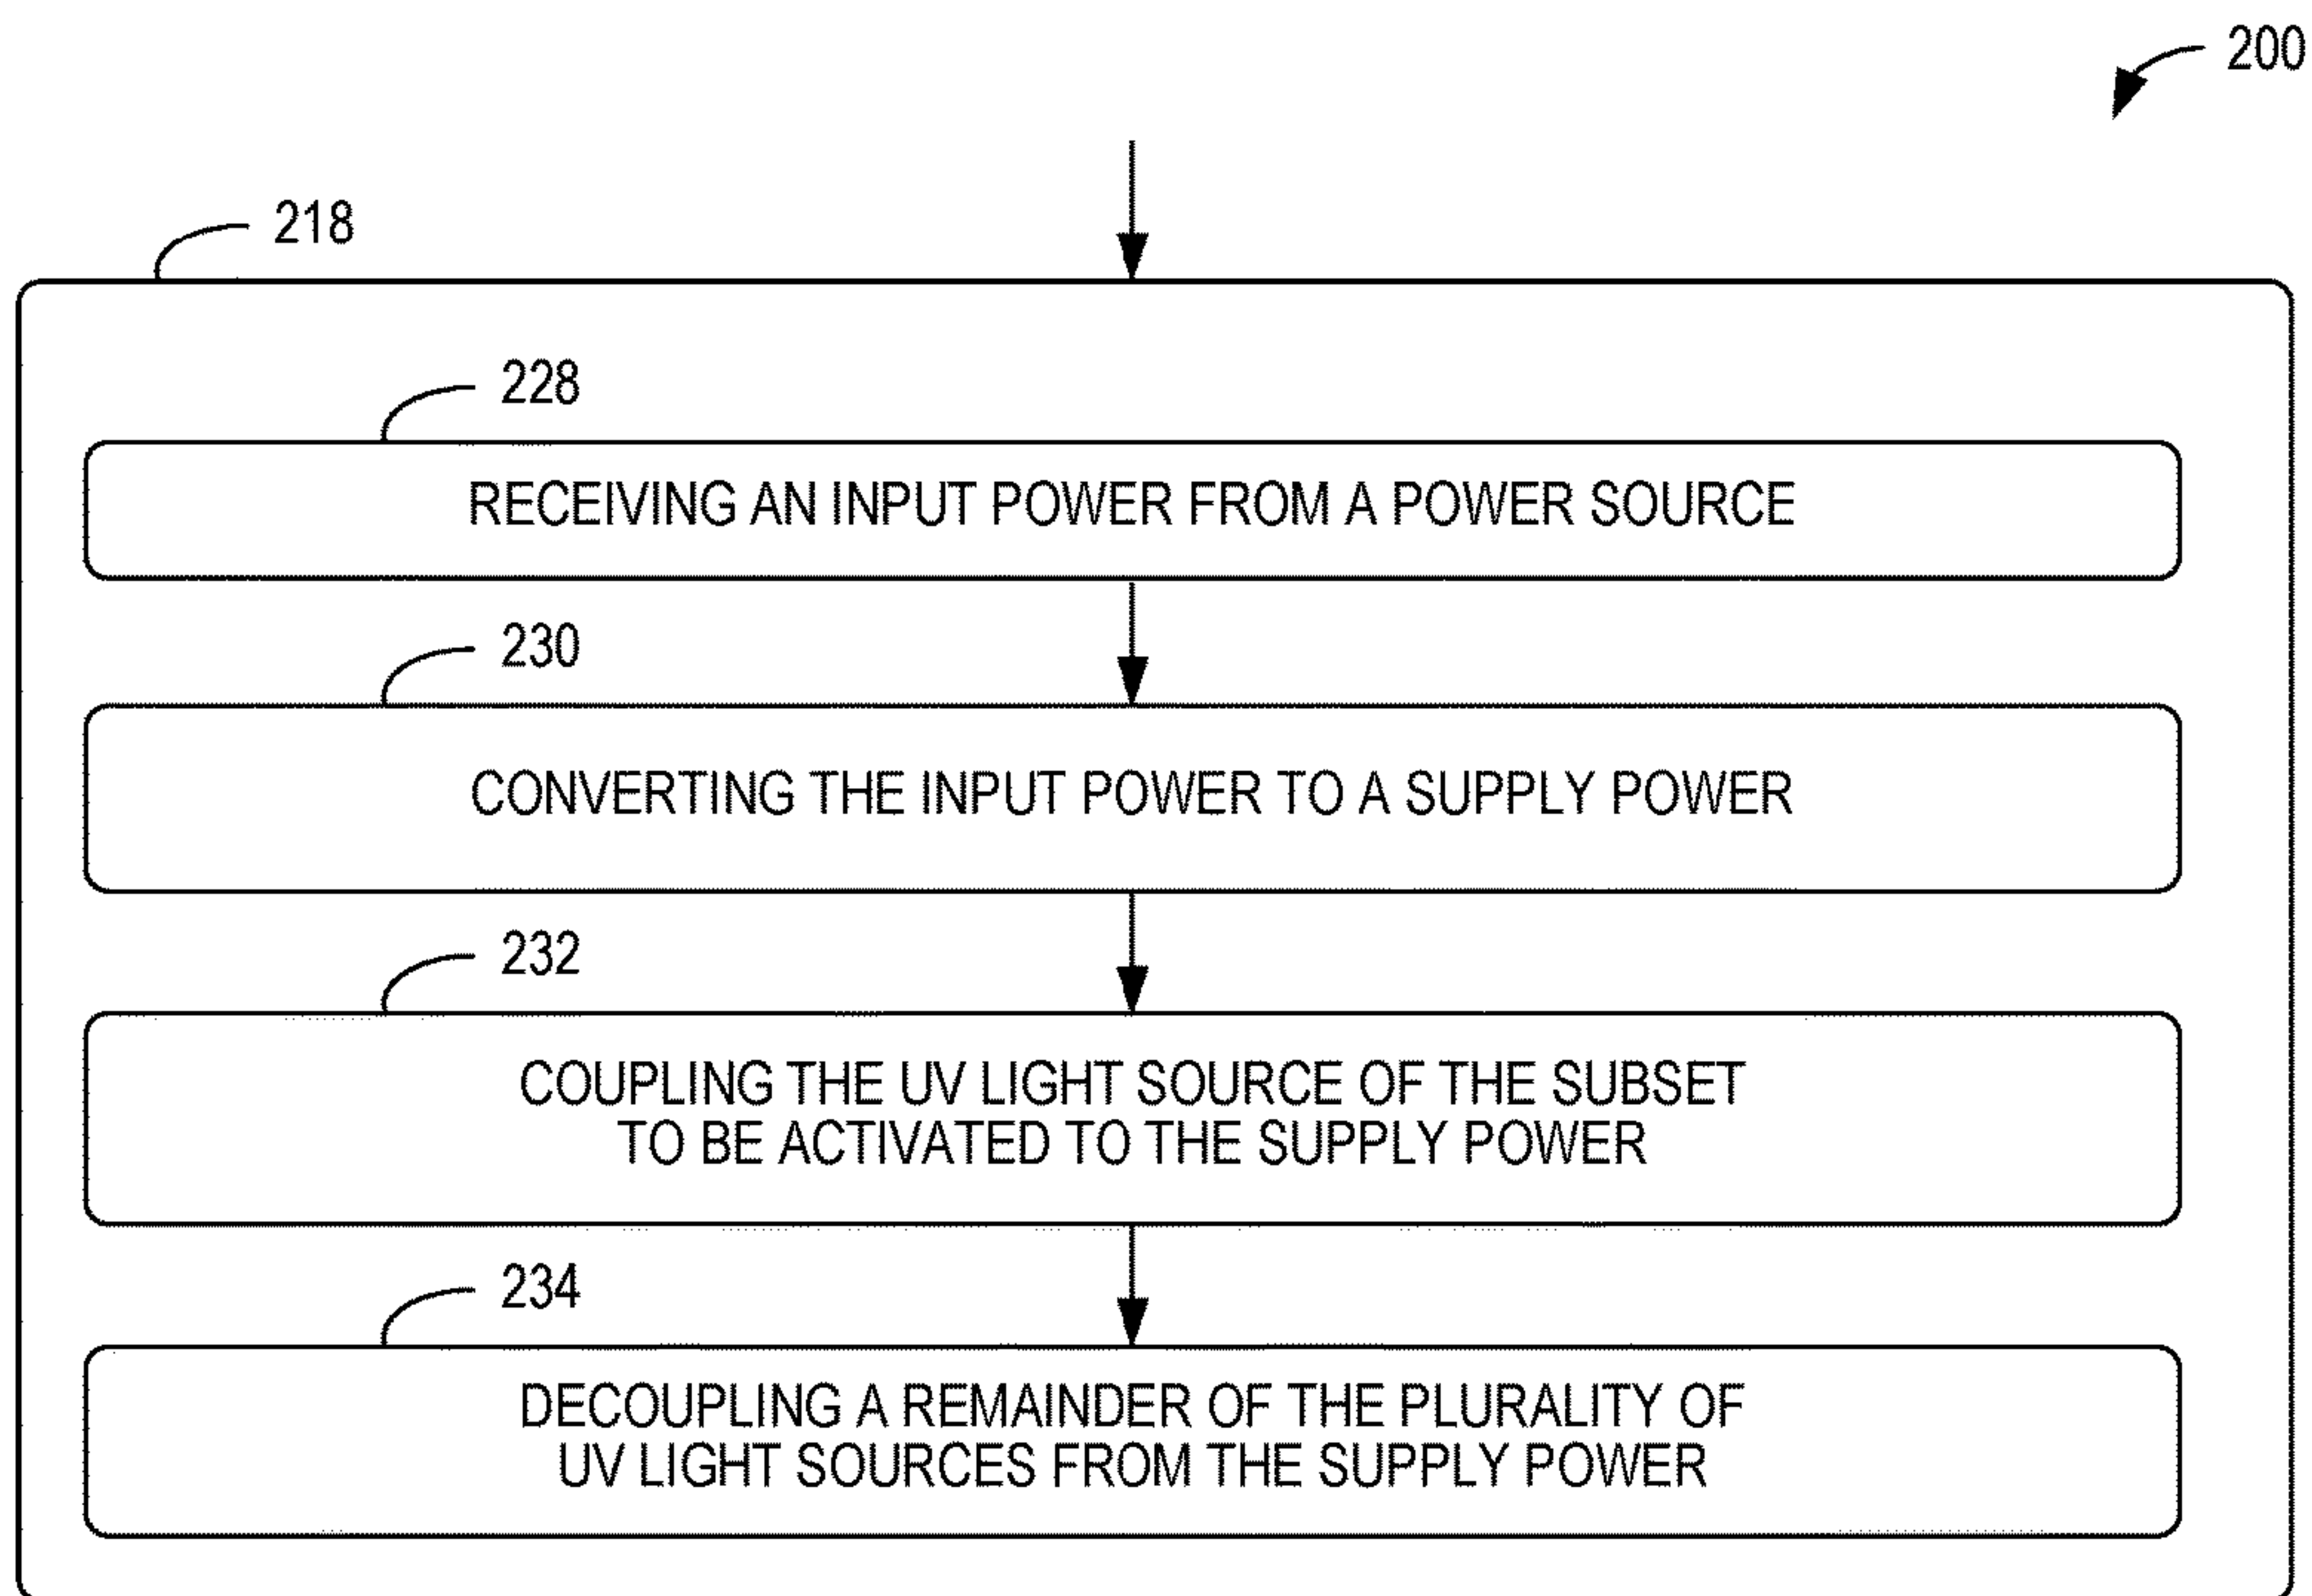 200
218
228
RECEIVING AN INPUT POWER FROM A POWER SOURCE
230
CONVERTING THE INPUT POWER TO A SUPPLY POWER
232
COUPLING THE UV LIGHT SOURCE OF THE SUBSET
TO BE ACTIVATED TO THE SUPPLY POWER
234
DECOUPLING A REMAINDER OF THE PLURALITY OF
UV LIGHT SOURCES FROM THE SUPPLY POWER